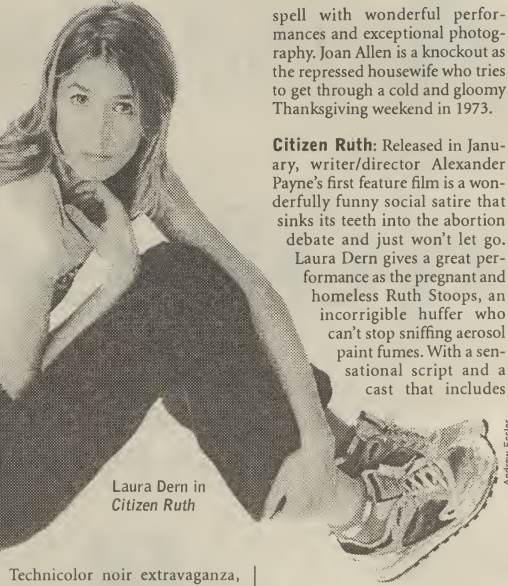 spell with wonderful perfor-
mances and exceptional photog-
raphy. Joan Allen is a knockout as
the repressed housewife who tries
to get through a cold and gloomy
Thanksgiving weekend in 1973.
Citizen Ruth: Released in Janu-
ary, writer/director Alexander
Payne's first feature film is a won-
derfully funny social satire that
sinks its teeth into the abortion
debate and just won't let go.
Laura Dern gives a great per-
formance as the pregnant and
homeless Ruth Stoops, an
incorrigible huffer who
can't stop sniffing aerosol
paint fumes. With a sen-
sational script and a
cast that includes
Andrew Eccles
Laura Dern in
Citizen Ruth
Technicolor noir extravaganza,